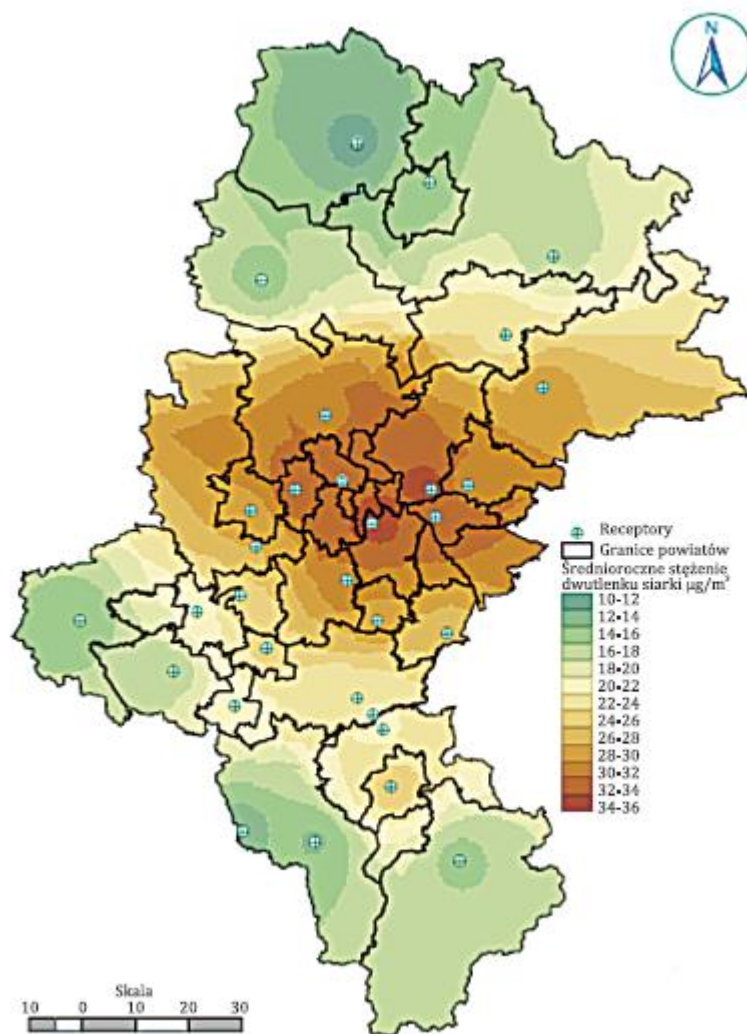 N
Receptory
Granice powiatów
Średnioroczne stężenie
dwutlenku siarki µg/m³
10-12
12-14
14-16
16-18
18-20
20-22
22-24
24-26
26-28
28-30
30-32
32-34
34-36
Skala
10 0 10 20 30